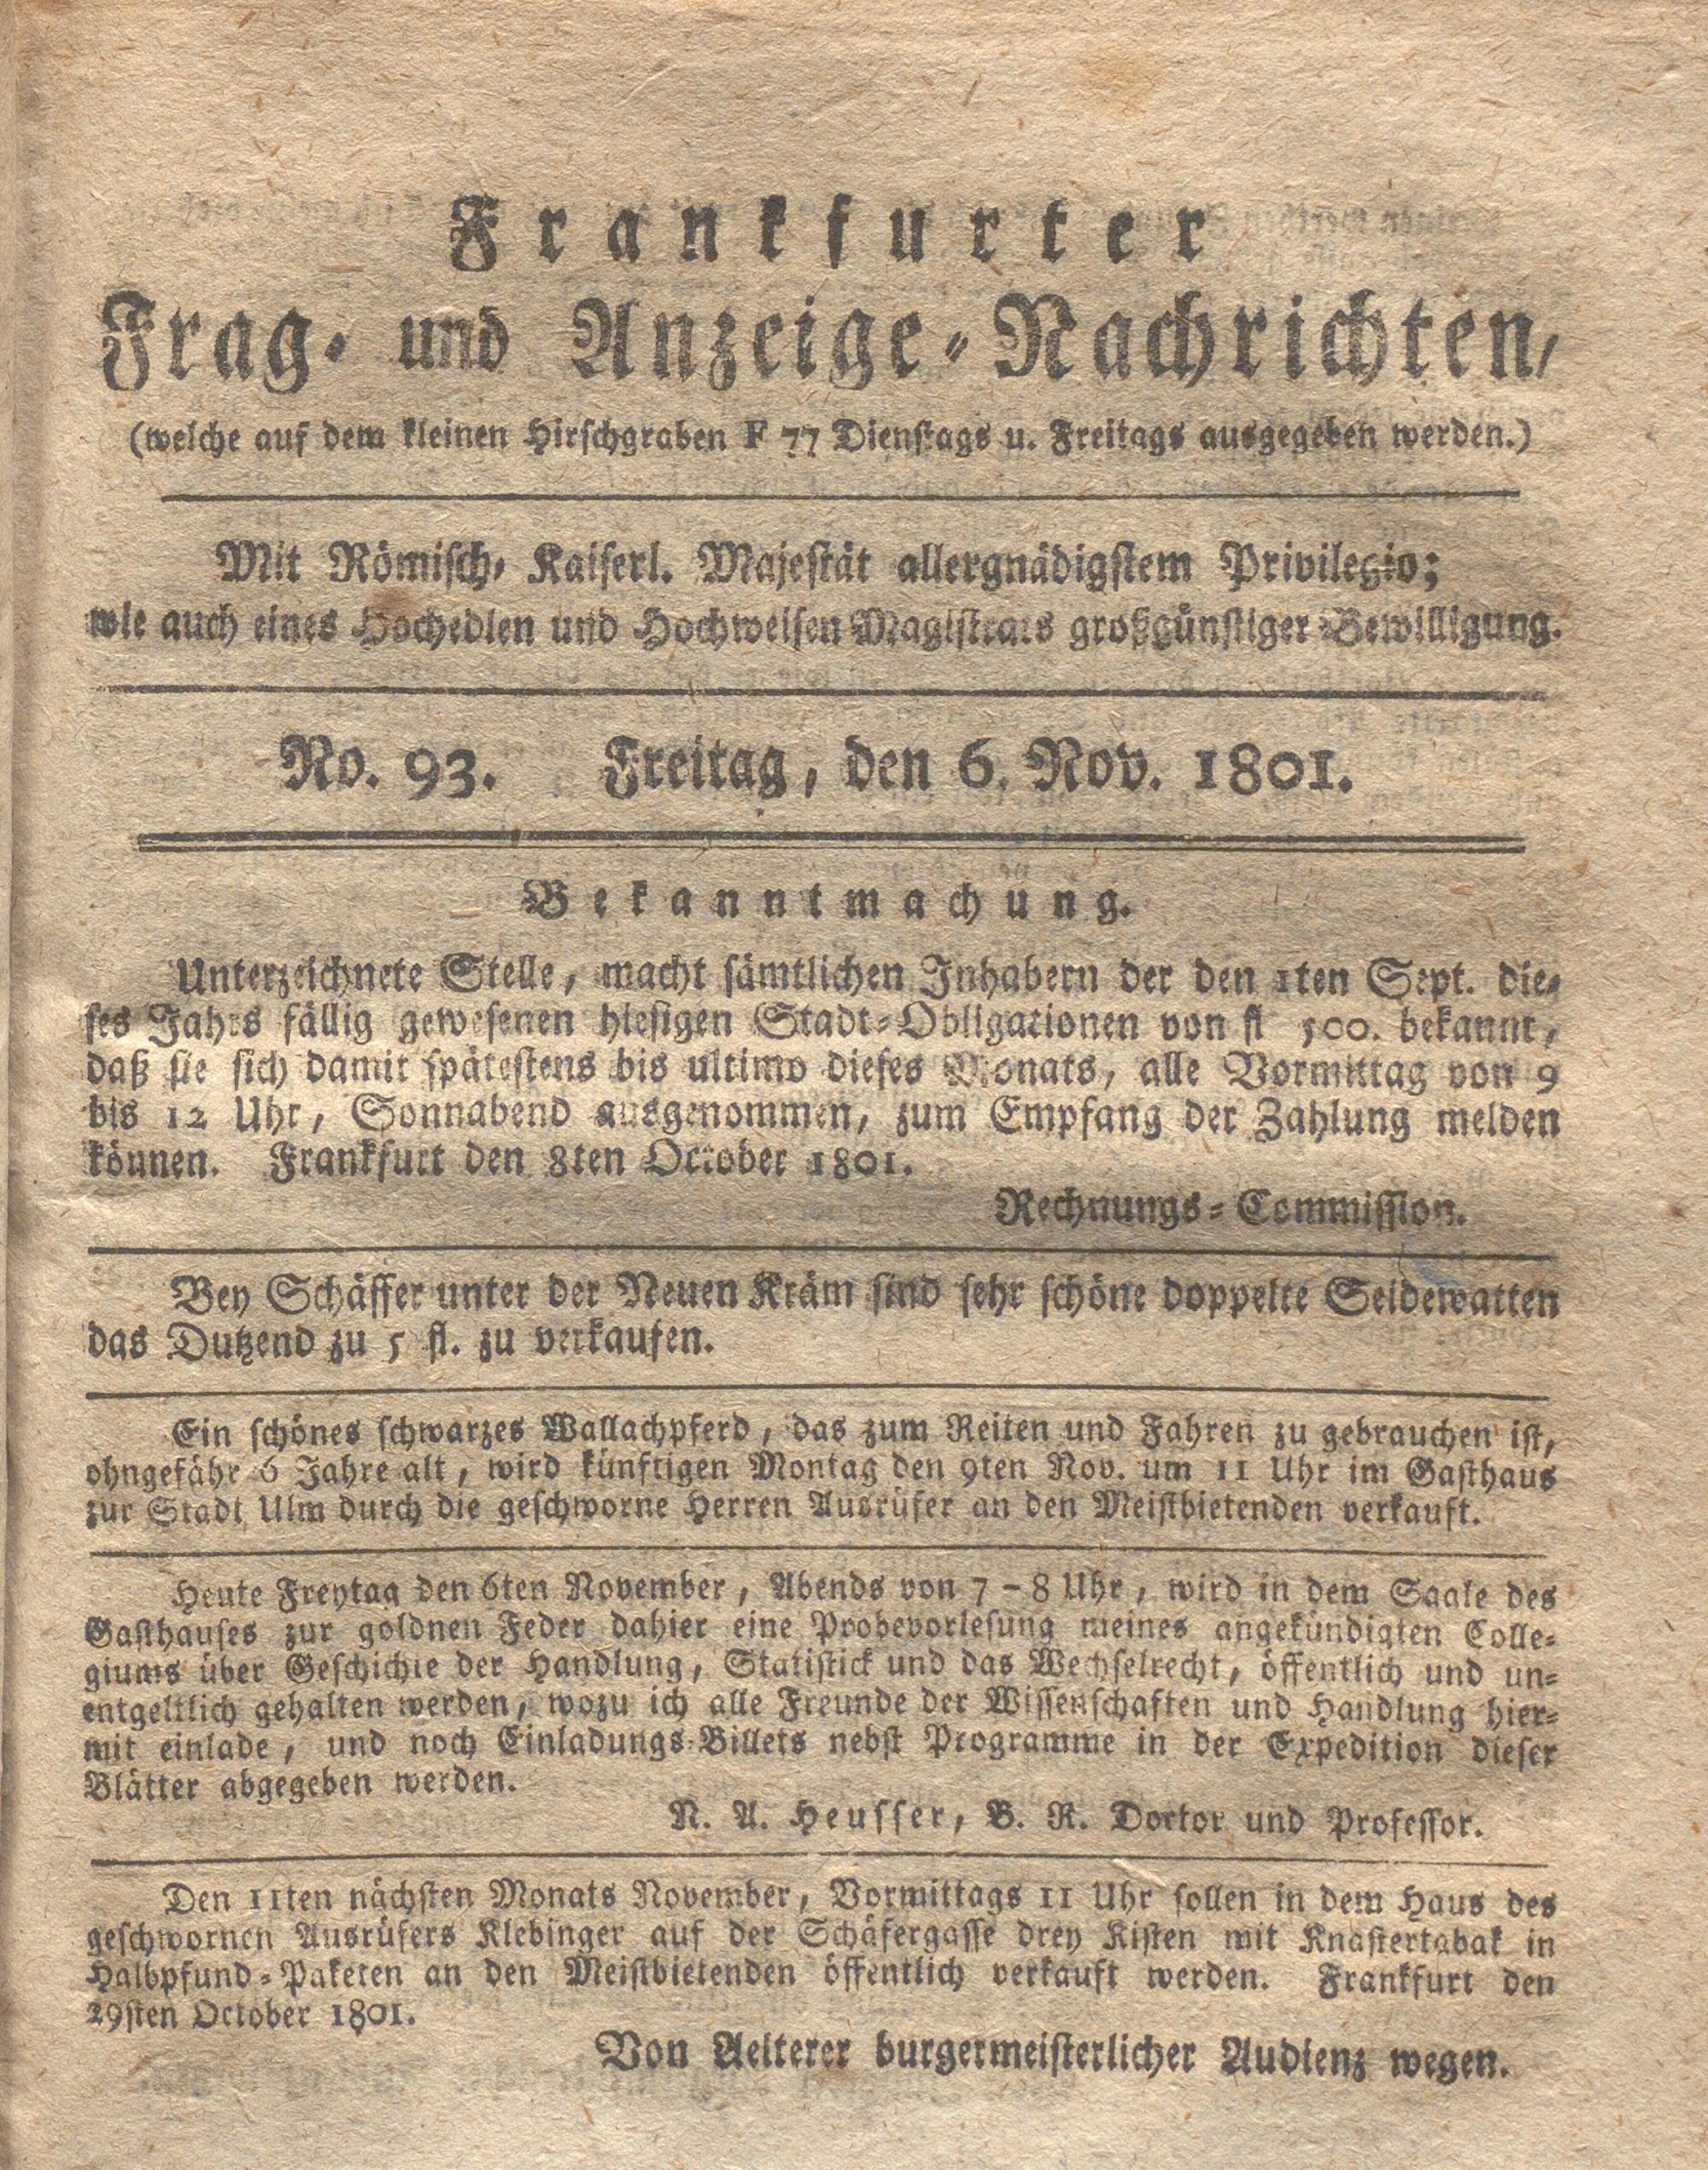 Frankfurter
Frag- und Anzeige-Nachrichten,
(welche auf dem kleinen Hirschgraben F 77 Dienstags u. Freitags ausgegeben werden.)
Mit Römisch, Kaiserl. Majestät allergnädigstem Privilegio;
wie auch eines Hochedlen und Hochweisen Magistrats großgünstiger Bewilligung.
No. 93. Freitag, den 6. Nov. 1801.
Bekanntmachung.
Unterzeichnete Stelle, macht sämtlichen Inhabern der den 1ten Sept. die-
ses Jahrs fällig gewesenen hiesigen Stadt-Obligationen von fl 500. bekannt,
daß sie sich damit spätestens bis ultimo dieses Monats, alle Vormittag von 9
bis 12 Uhr, Sonnabend ausgenommen, zum Empfang der Zahlung melden
können. Frankfurt den 8ten October 1801.
Rechnungs-Commission.
Bey Schäffer unter der Neuen Kräm sind sehr schöne doppelte Seidewatten
das Dutzend zu 5 fl. zu verkaufen.
Ein schönes schwarzes Wallachpferd, das zum Reiten und Fahren zu gebrauchen ist,
ohngefähr 6 Jahre alt, wird künftigen Montag den 9ten Nov. um 11 Uhr im Gasthaus
zur Stadt Ulm durch die geschworne Herren Ausrüfer an den Meistbietenden verkauft.
Heute Freytag den 6ten November, Abends von 7-8 Uhr, wird in dem Saale des
Gasthauses zur goldnen Feder dahier eine Probevorlesung meines angekündigten Colle-
giums über Geschichte der Handlung, Statistick und das Wechselrecht, öffentlich und un-
entgeltlich gehalten werden, wozu ich alle Freunde der Wissenschaften und Handlung hier-
mit einlade, und noch Einladungs-Billets nebst Programme in der Expedition dieser
Blätter abgegeben werden.
N. A. Heusser, B. R. Doctor und Professor.
Den 11ten nächsten Monats November, Vormittags 11 Uhr sollen in dem Haus des
geschwornen Ausrüfers Klebinger auf der Schäfergasse drey Kisten mit Knastertabak in
Halbpfund-Paketen an den Meistbietenden öffentlich verkauft werden. Frankfurt den
29sten October 1801.
Von Aelterer burgermeisterlicher Audienz wegen.